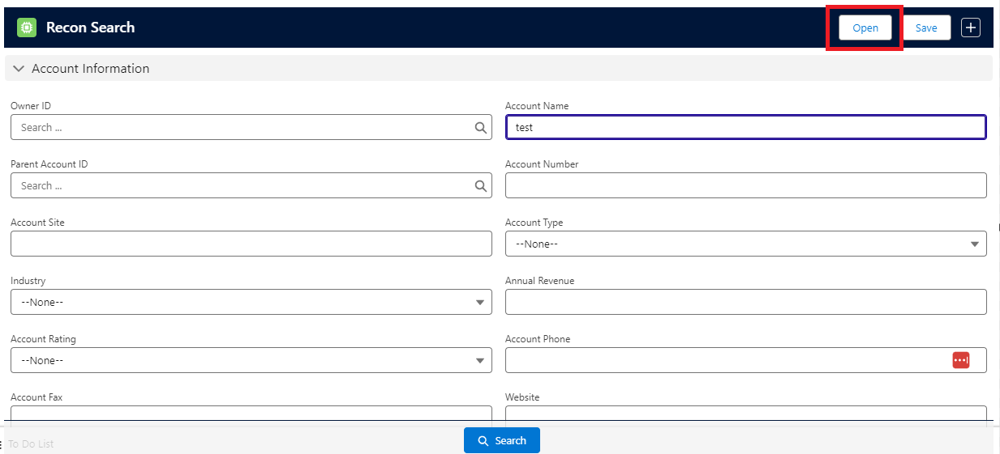 Recon Search
Open
Save
Account Information
Owner ID
Account Name
Search ...
test
Parent Account ID
Account Number
Search ...
Account Site
Account Type
--None--
Industry
Annual Revenue
--None--
Account Rating
Account Phone
--None--
Account Fax
Website
To Do List
Search